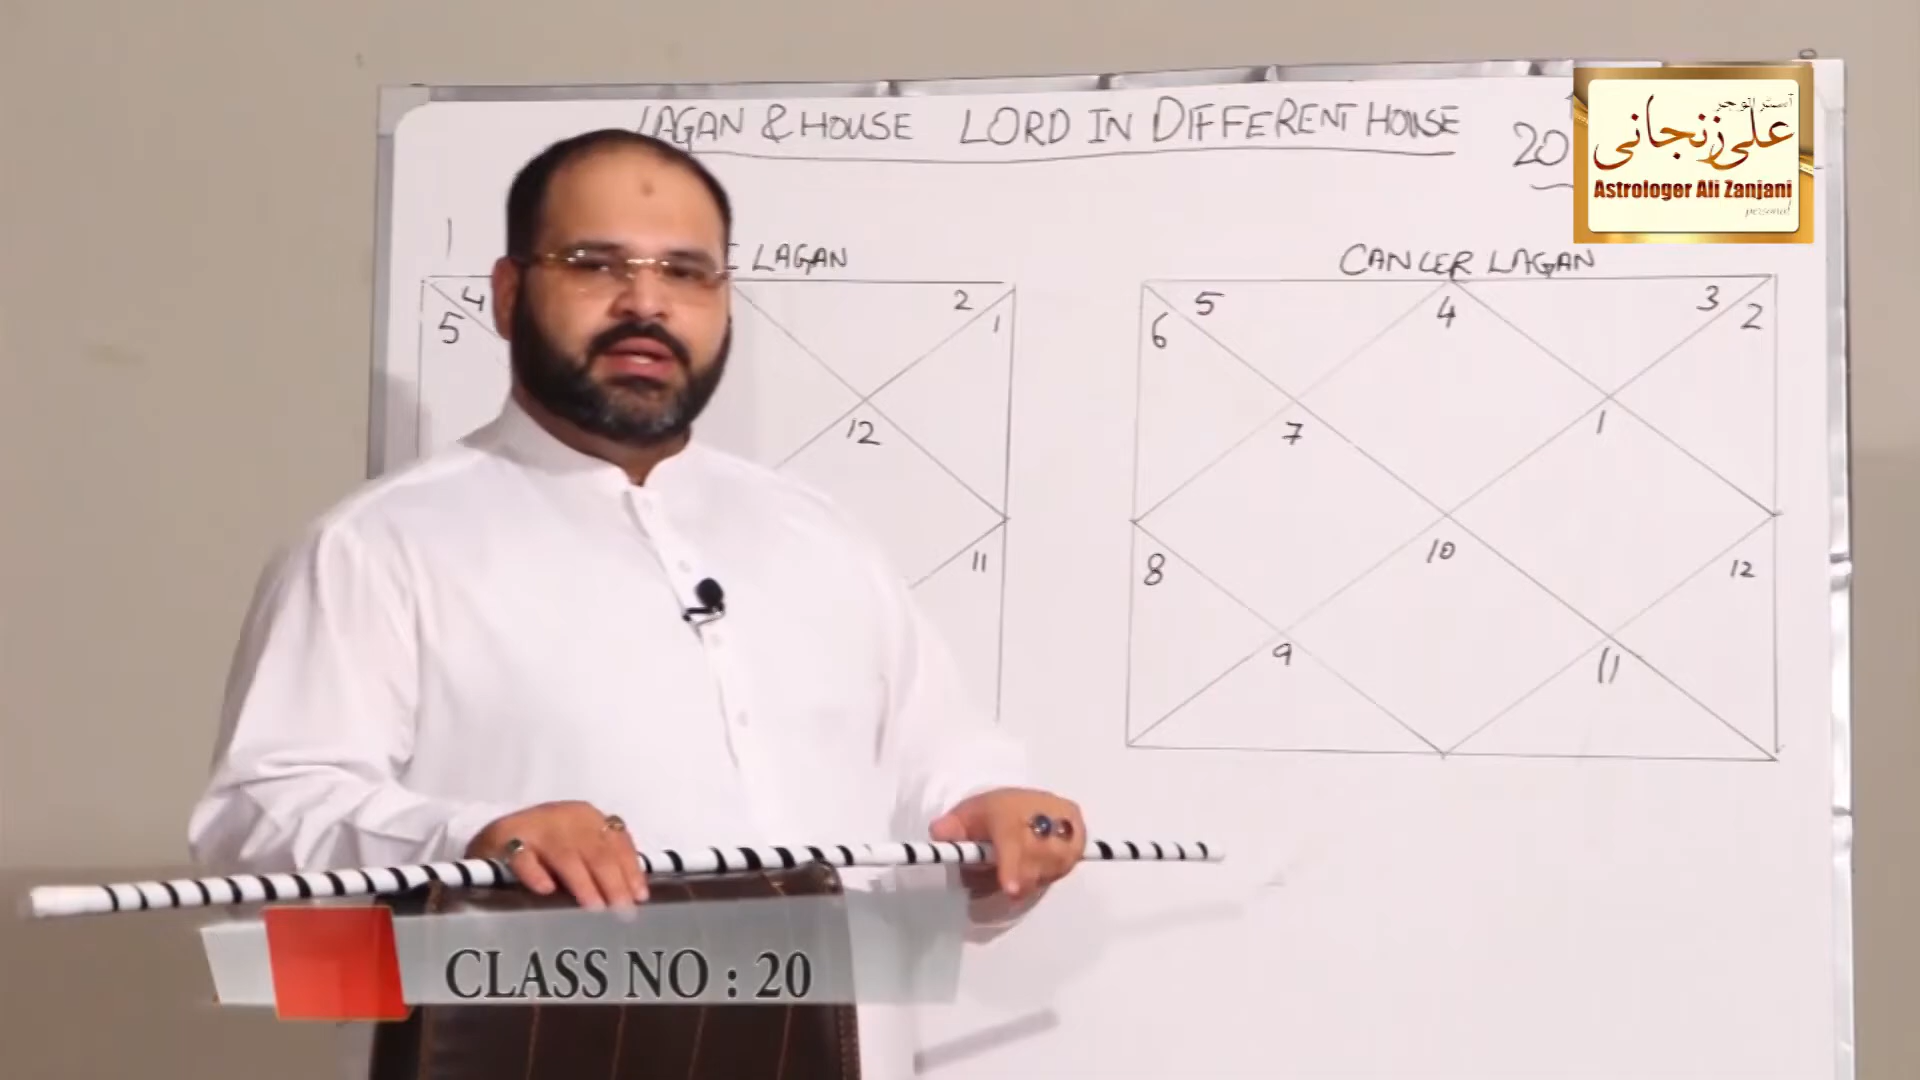 LAGAN & HOUSE LORD IN DIFFERENT HOUSE
20
آسٹرالوجر
علی زنجانی
Astrologer Ali Zanjani
personal
1
LAGAN
4
5
2
1
12
11
CANCER LAGAN
5
6
4
3
2
7
1
8
10
12
9
11
CLASS NO : 20